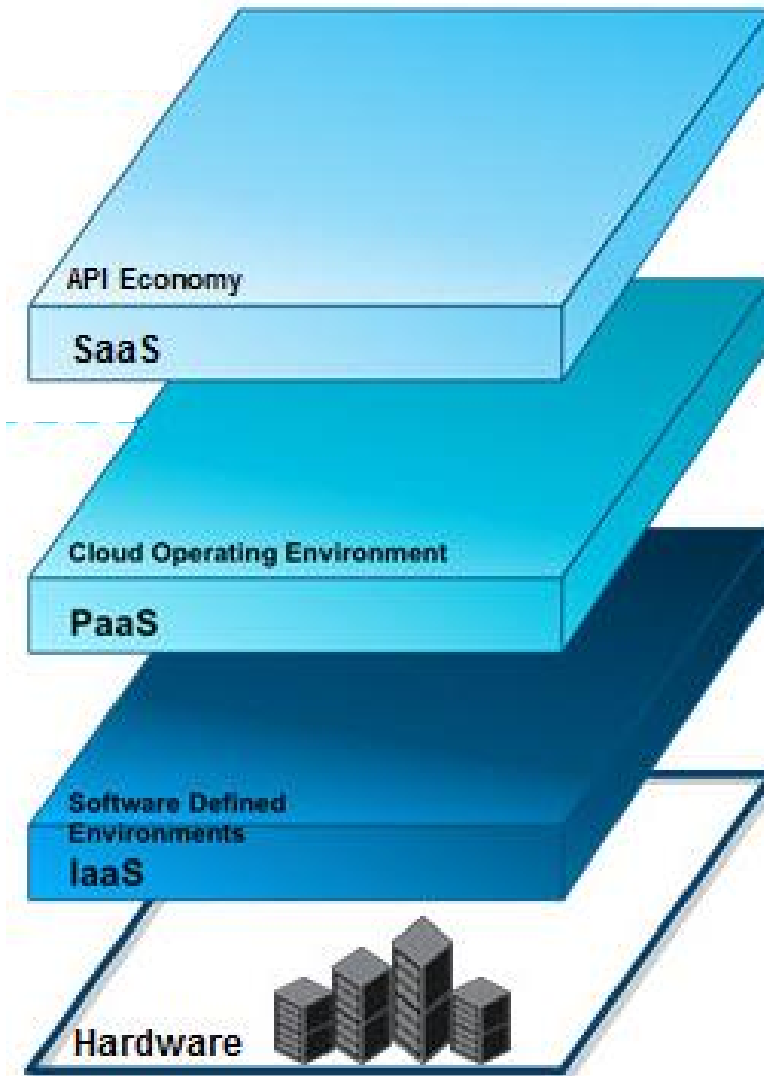 API Economy
SaaS
Cloud Operating Environment
PaaS
Software Defined
Environments
IaaS
Hardware